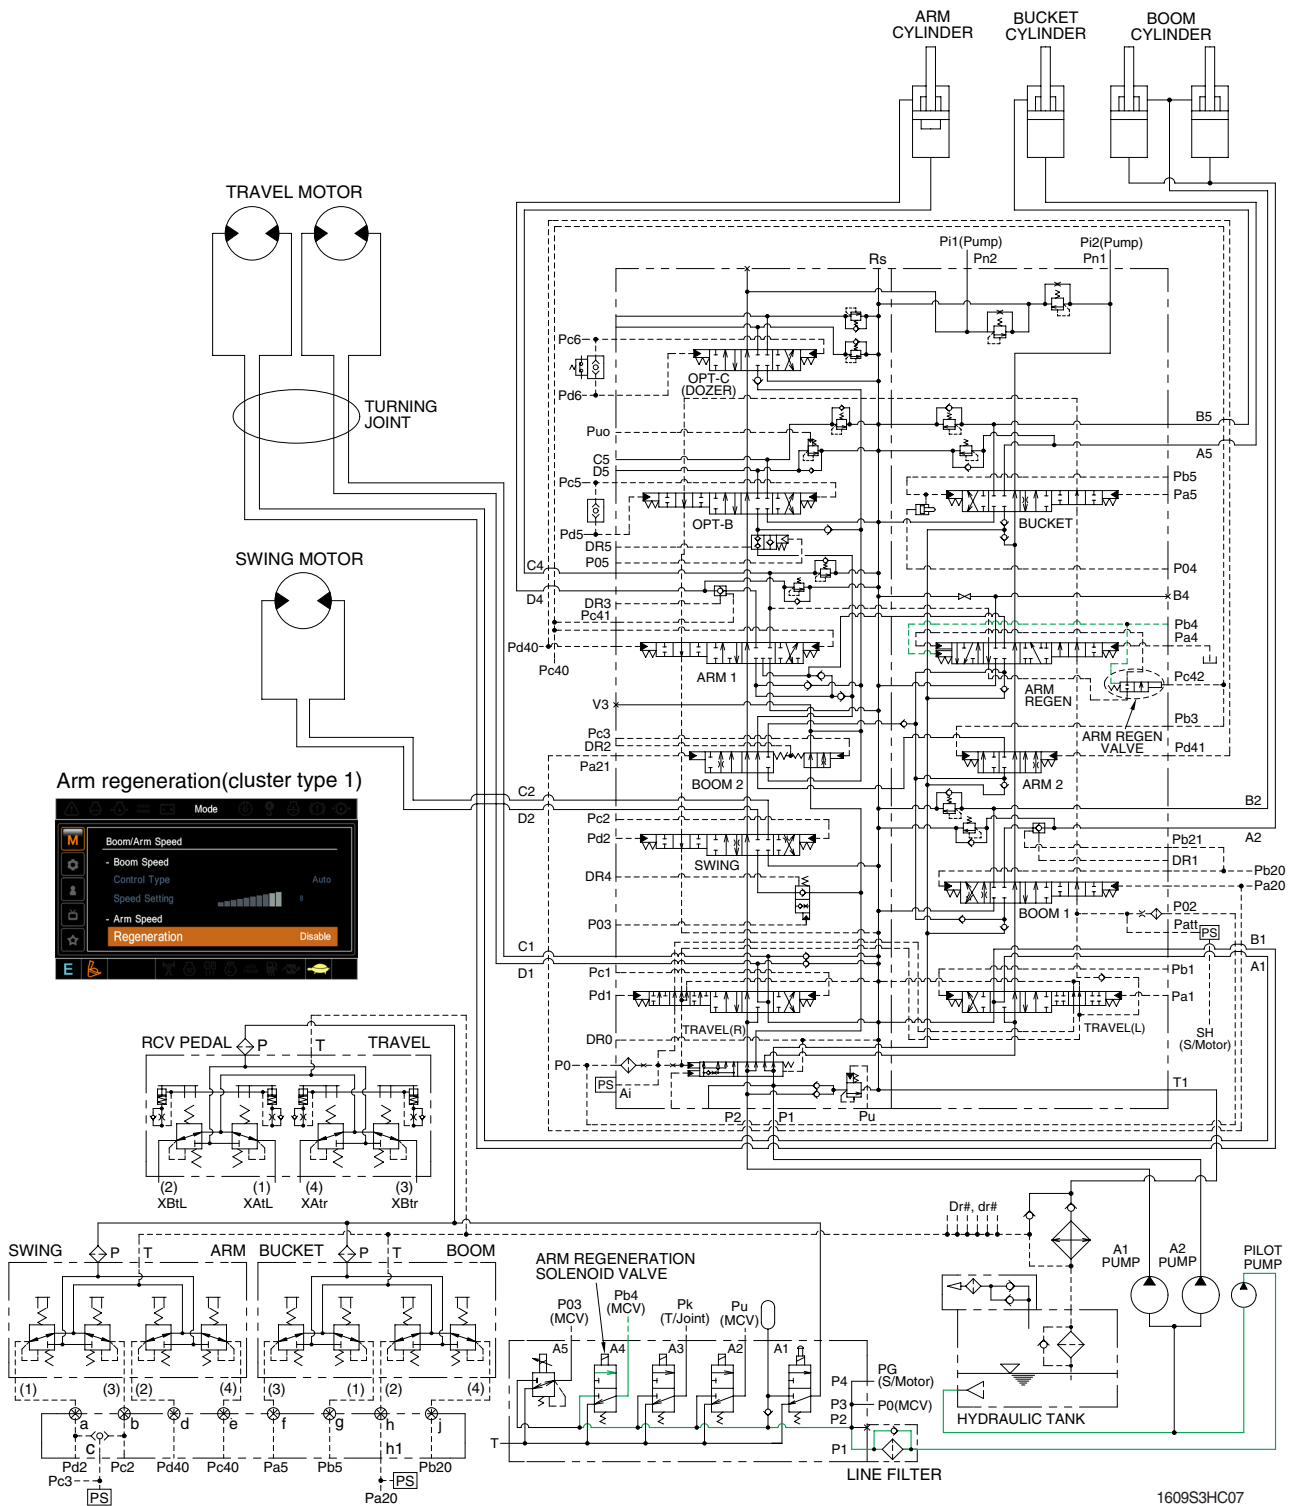 ARM CYLINDER
BUCKET CYLINDER
BOOM CYLINDER
TRAVEL MOTOR
TURNING JOINT
SWING MOTOR
Pi1(Pump)
Pn2
Pi2(Pump)
Pn1
Rs
Pc6
OPT-C
(DOZER)
Pd6
Puo
C5
D5
Pc5
OPT-B
Pd5
DR5
P05
C4
D4
DR3
Pc41
Pd40
Pc40
ARM 1
V3
Pc3
DR2
Pa21
BOOM 2
C2
D2
Pc2
Pd2
SWING
DR4
P03
C1
D1
Pc1
Pd1
TRAVEL(R)
DR0
P0
PS
Ai
P2
P1
Pu
B5
A5
Pb5
Pa5
BUCKET
P04
B4
Pb4
Pa4
Pc42
ARM REGEN
ARM REGEN VALVE
Pb3
Pd41
ARM 2
B2
A2
Pb21
DR1
Pb20
Pa20
BOOM 1
P02
Patt
PS
B1
A1
Pb1
Pa1
TRAVEL(L)
SH
(S/Motor)
T1
Arm regeneration(cluster type 1)
Mode
M
Boom/Arm Speed
- Boom Speed
Control Type
Auto
Speed Setting
8
- Arm Speed
Regeneration
Disable
E
RCV PEDAL
P
T
TRAVEL
(2)
XBtL
(1)
XAtL
(4)
XAtr
(3)
XBtr
SWING
P
T
ARM
BUCKET
P
T
BOOM
(1)
(3)
(2)
(4)
(3)
(1)
(2)
(4)
a
b
c
d
e
f
g
h
j
h1
Pd2
Pc2
Pd40
Pc40
Pa5
Pb5
Pb20
Pc3
PS
PS
Pa20
ARM REGENERATION
SOLENOID VALVE
P03
(MCV)
Pb4
(MCV)
Pk
(T/Joint)
Pu
(MCV)
A5
A4
A3
A2
A1
T
P4
PG
(S/Motor)
P3
P0(MCV)
P2
P1
LINE FILTER
Dr#, dr#
A1
PUMP
A2
PUMP
PILOT
PUMP
HYDRAULIC TANK
1609S3HC07